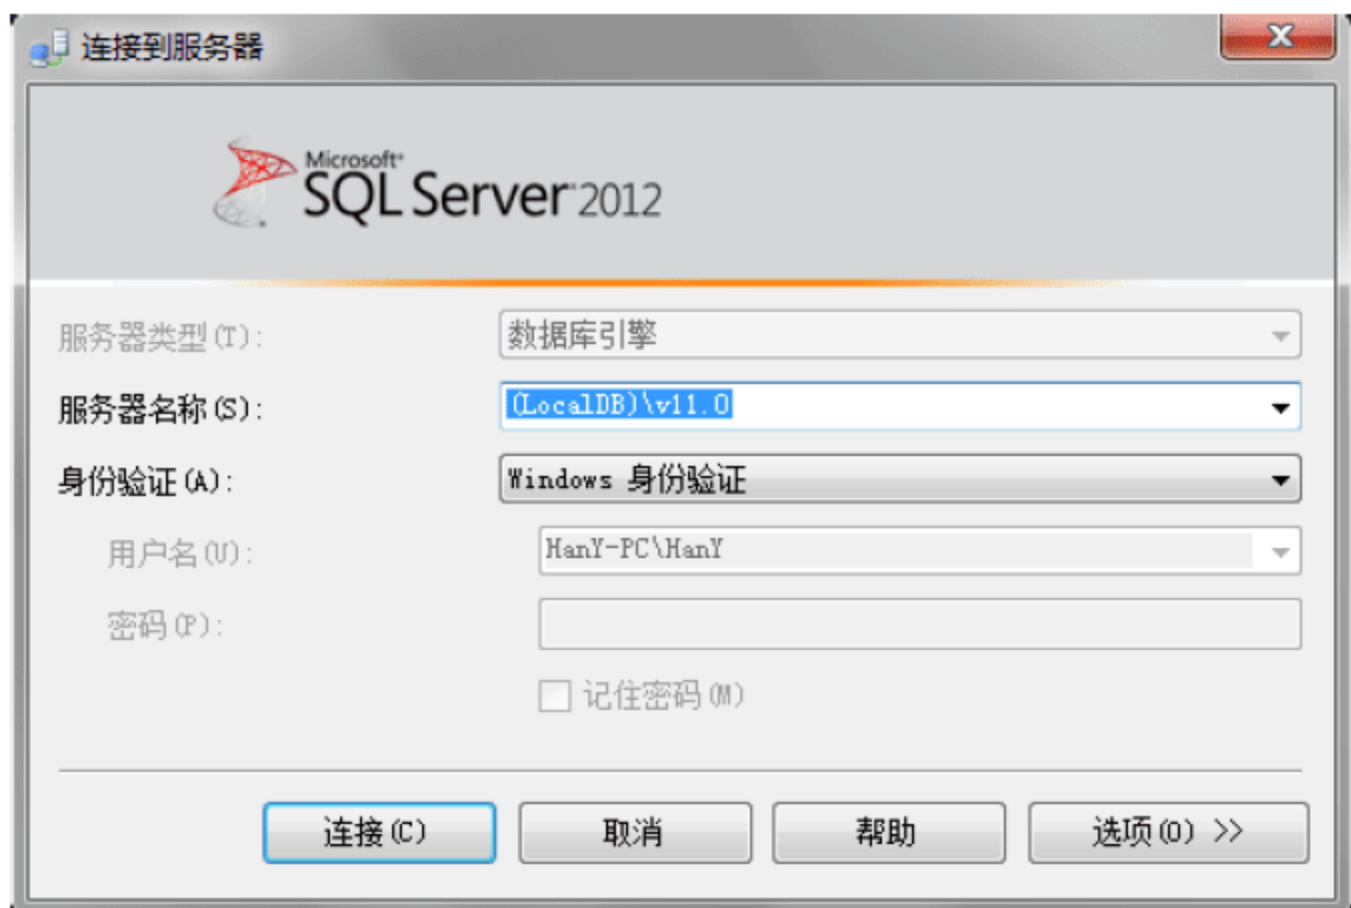 连接到服务器
Microsoft®
SQL Server 2012
服务器类型(T): 数据库引擎
服务器名称(S): (LocalDB)\v11.0
身份验证(A): Windows 身份验证
用户名(U): HanY-PC\HanY
密码(P):
记住密码(M)
连接(C) 取消 帮助 选项(O) >>